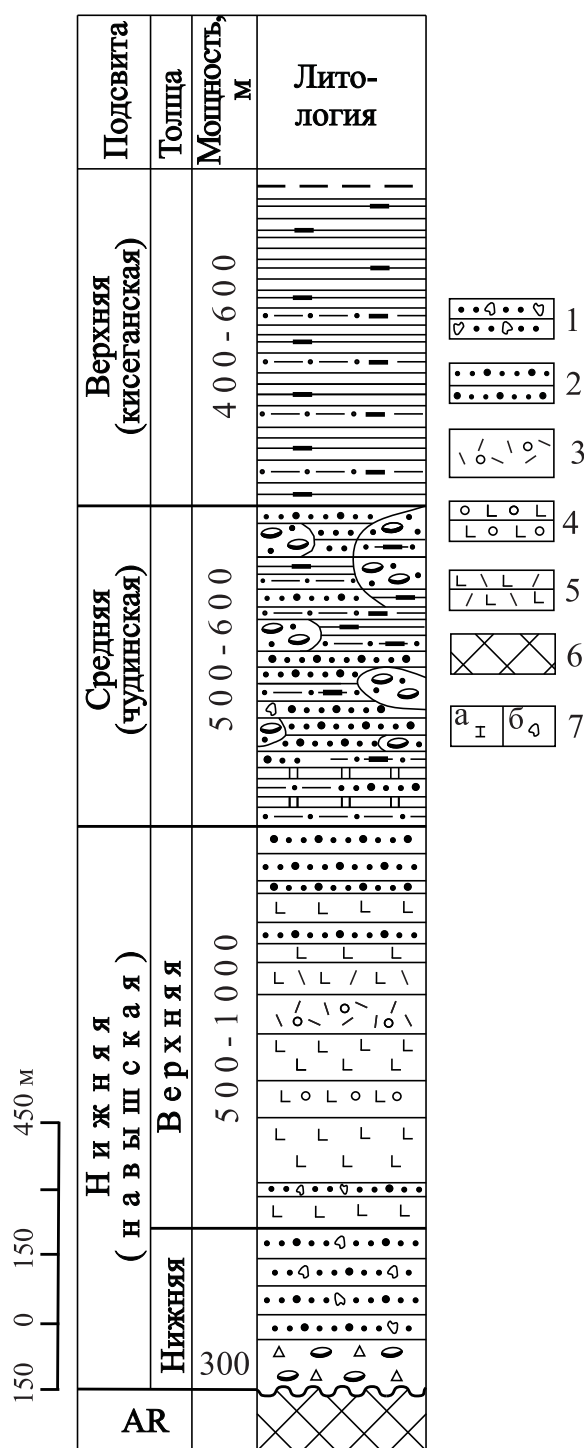 Подсвита
Толща
Мощность,
м
Лито-
логия
Верхняя
(кисеганская)
400-600
Средняя
(чудинская)
500-600
Нижняя
(навышская)
Верхняя
500-1000
Нижняя
300
AR
450 м
150
0
150
1
2
3
4
5
6
а
б
7